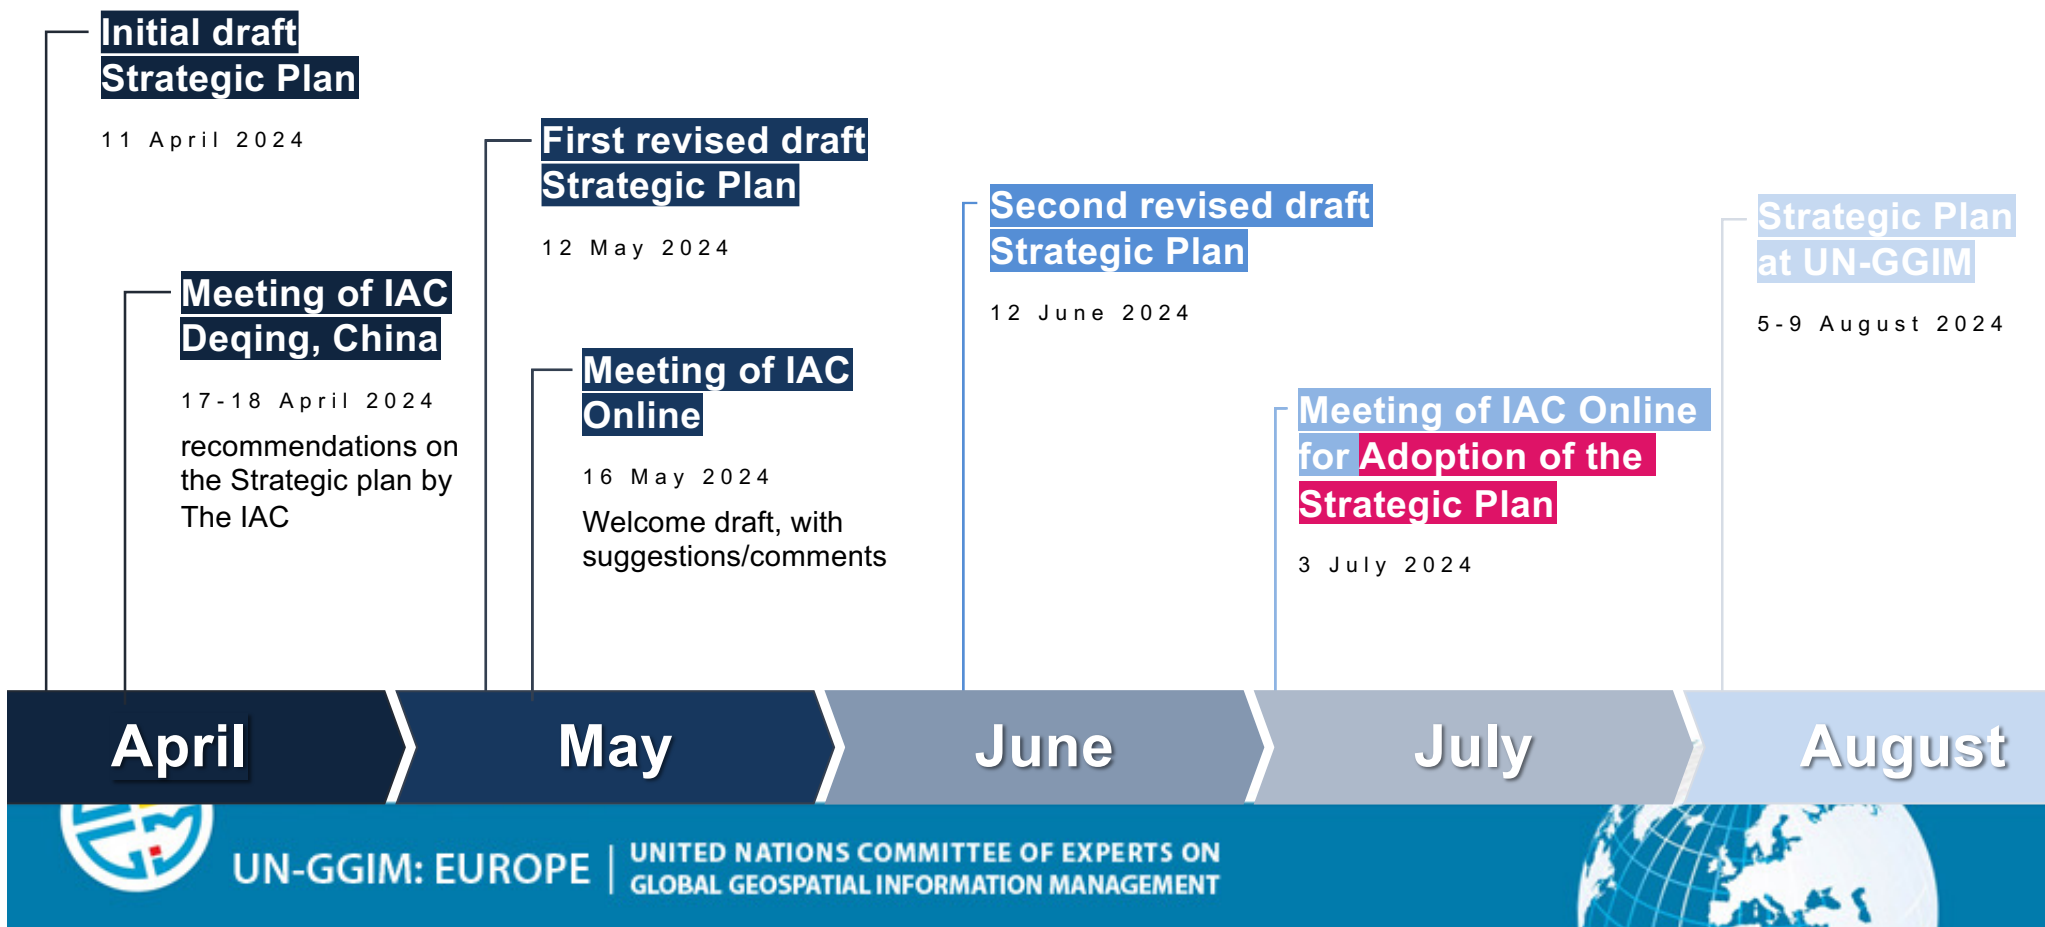 Initial draft
Strategic Plan
11 April 2024
Meeting of IAC
Deqing, China
17-18 April 2024
recommendations on
the Strategic plan by
The IAC
First revised draft
Strategic Plan
12 May 2024
Meeting of IAC
Online
16 May 2024
Welcome draft, with
suggestions/comments
Second revised draft
Strategic Plan
12 June 2024
Meeting of IAC Online
for Adoption of the
Strategic Plan
3 July 2024
Strategic Plan
at UN-GGIM
5-9 August 2024
April
May
June
July
August
UN-GGIM: EUROPE
UNITED NATIONS COMMITTEE OF EXPERTS ON
GLOBAL GEOSPATIAL INFORMATION MANAGEMENT